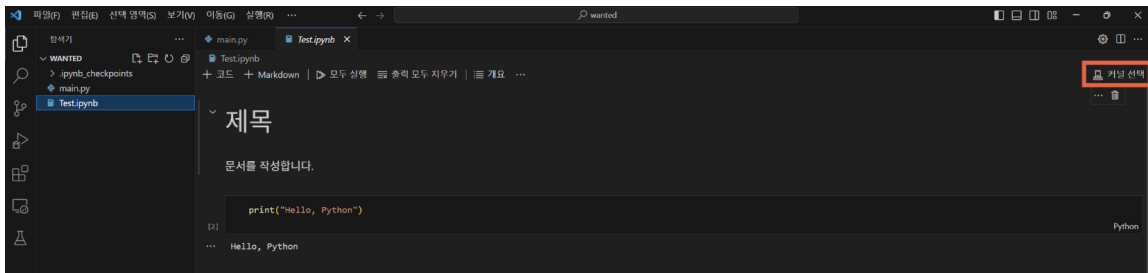 파일(F) 편집(E) 선택 영역(S) 보기(V) 이동(G) 실행(R) ··· wanted
탐색기 ···
main.py Test.ipynb
WANTED
.ipynb_checkpoints
main.py
Test.ipynb
Test.ipynb
+ 코드 + Markdown 모두 실행 출력 모두 지우기 개요 ···
커널 선택
제목
문서를 작성합니다.
print("Hello, Python")
[2]
Python
··· Hello, Python